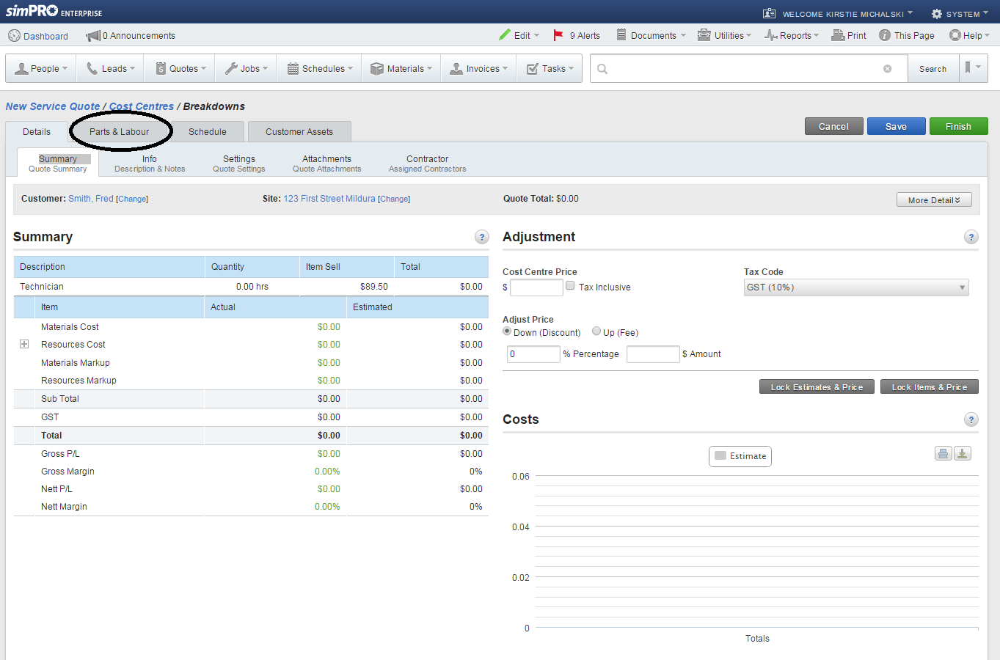 simPRO ENTERPRISE WELCOME KIRSTIE MICHALSKI SYSTEM
Dashboard 0 Announcements Edit 9 Alerts Documents Utilities Reports Print This Page Help
People Leads Quotes Jobs Schedules Materials Invoices Tasks Search
New Service Quote / Cost Centres / Breakdowns
Details Parts & Labour Schedule Customer Assets Cancel Save Finish
Summary Info Settings Attachments Contractor
Quote Summary Description & Notes Quote Settings Quote Attachments Assigned Contractors
Customer: Smith, Fred [Change] Site: 123 First Street Mildura [Change] Quote Total: $0.00 More Detail
Summary ? Adjustment ?
Description Quantity Item Sell Total
Technician 0.00 hrs $89.50 $0.00
Item Actual Estimated
Materials Cost $0.00 $0.00
Resources Cost $0.00 $0.00
Materials Markup $0.00 $0.00
Resources Markup $0.00 $0.00
Sub Total $0.00 $0.00
GST $0.00 $0.00
Total $0.00 $0.00
Gross P/L $0.00 $0.00
Gross Margin 0.00% 0%
Nett P/L $0.00 $0.00
Nett Margin 0.00% 0%
Cost Centre Price Tax Code
$ Tax Inclusive GST (10%)
Adjust Price
Down (Discount) Up (Fee)
0 % Percentage $ Amount
Lock Estimates & Price Lock Items & Price
Costs ?
Estimate
0.06
0.04
0.02
0
Totals